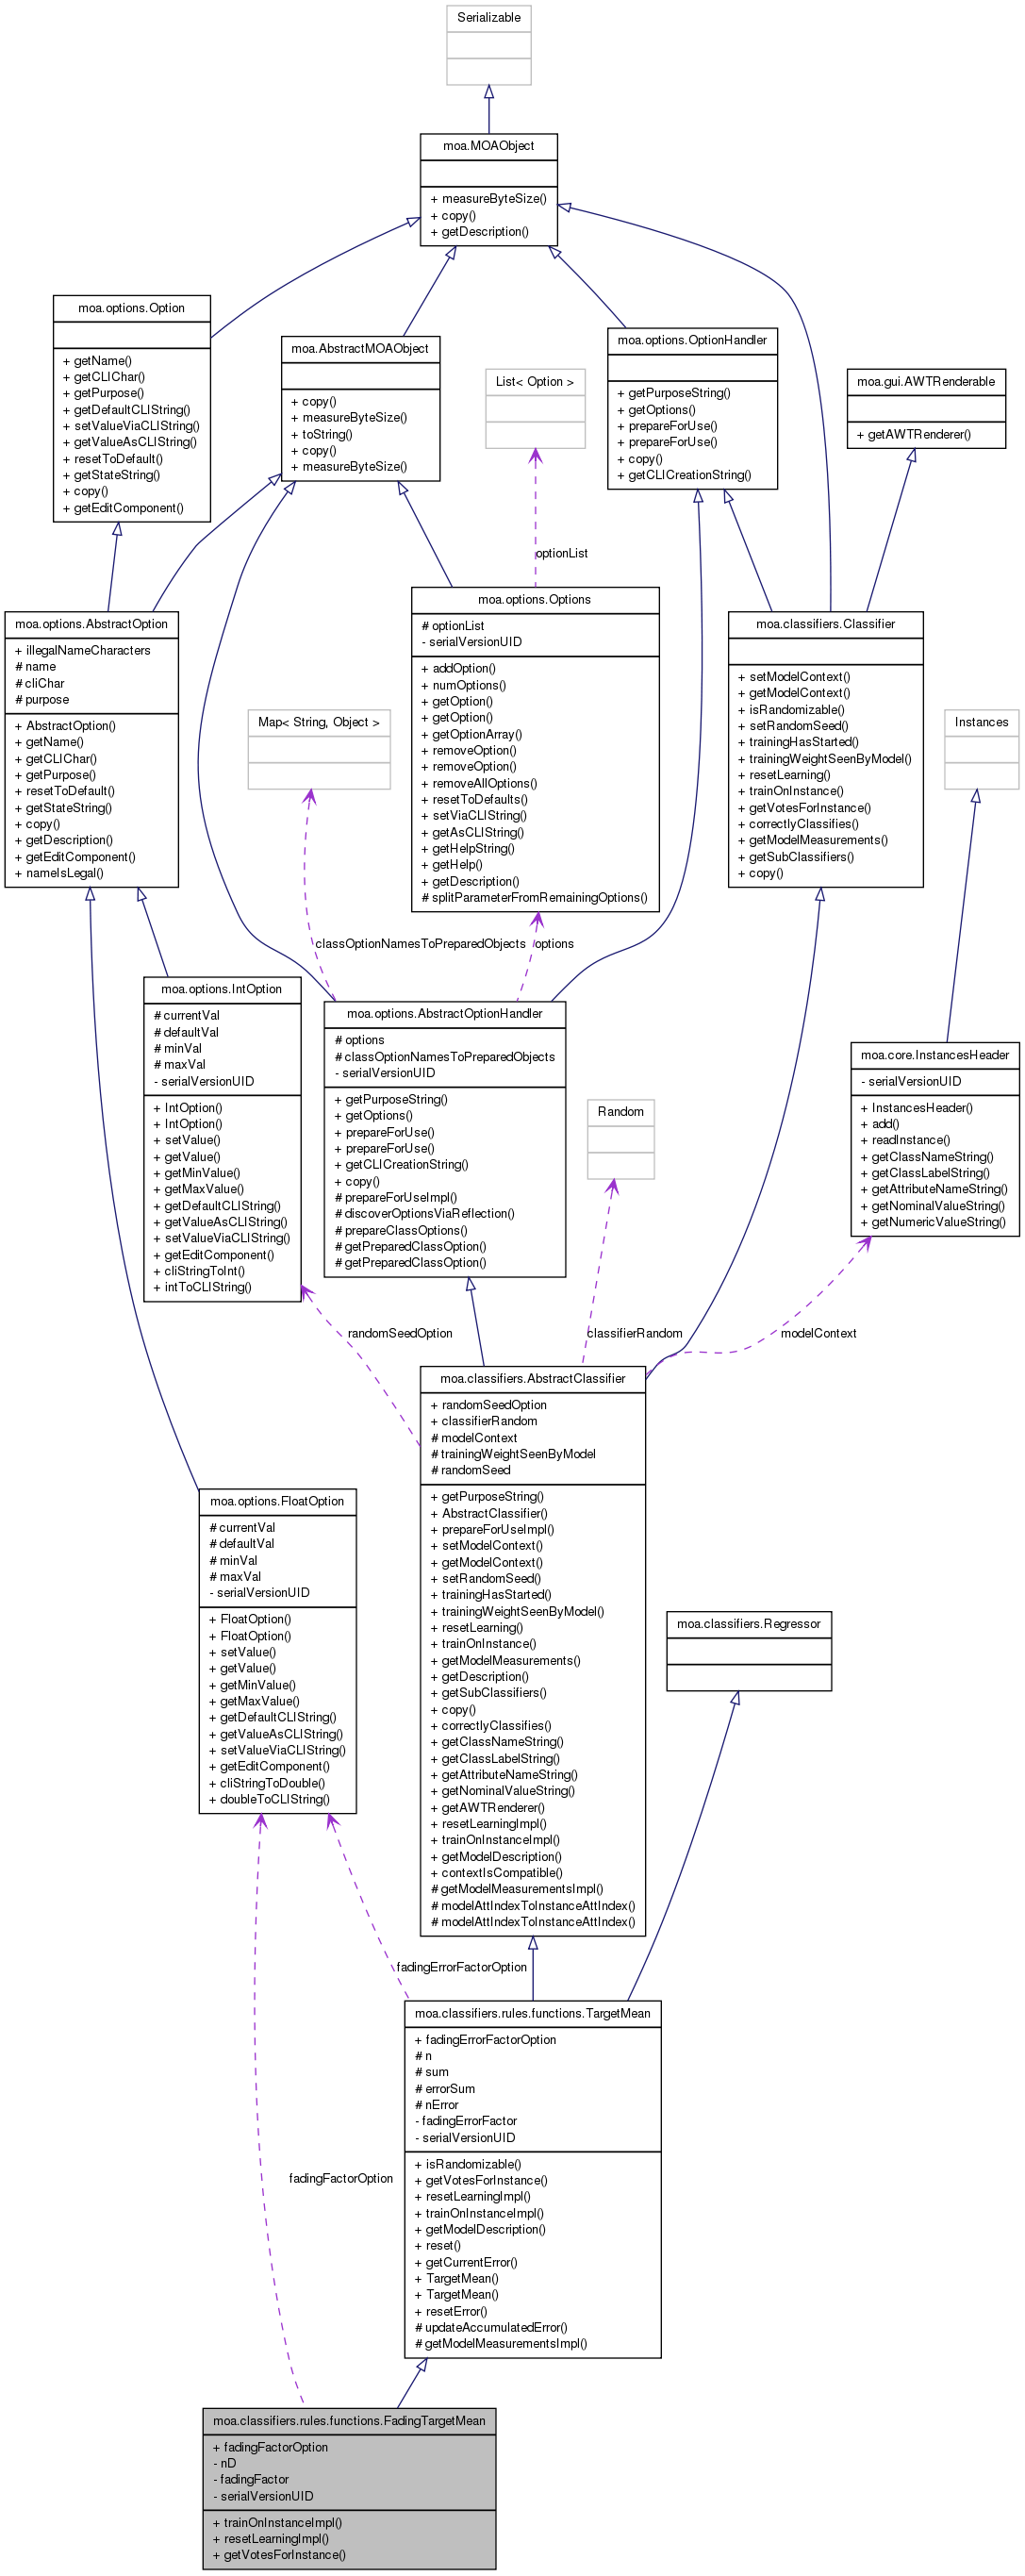 Serializable
moa.MOAObject
+ measureByteSize()
+ copy()
+ getDescription()
moa.options.Option
+ getName()
+ getCLIChar()
+ getPurpose()
+ getDefaultCLIString()
+ setValueViaCLIString()
+ getValueAsCLIString()
+ resetToDefault()
+ getStateString()
+ copy()
+ getEditComponent()
moa.AbstractMOAObject
+ copy()
+ measureByteSize()
+ toString()
+ copy()
+ measureByteSize()
List< Option >
moa.options.OptionHandler
+ getPurposeString()
+ getOptions()
+ prepareForUse()
+ prepareForUse()
+ copy()
+ getCLICreationString()
moa.gui.AWTRenderable
+ getAWTRenderer()
optionList
moa.options.AbstractOption
+ illegalNameCharacters
# name
# cliChar
# purpose
+ AbstractOption()
+ getName()
+ getCLIChar()
+ getPurpose()
+ resetToDefault()
+ getStateString()
+ copy()
+ getDescription()
+ getEditComponent()
+ nameIsLegal()
Map< String, Object >
moa.options.Options
# optionList
- serialVersionUID
+ addOption()
+ numOptions()
+ getOption()
+ getOption()
+ getOptionArray()
+ removeOption()
+ removeOption()
+ removeAllOptions()
+ resetToDefaults()
+ setViaCLIString()
+ getAsCLIString()
+ getHelpString()
+ getHelp()
+ getDescription()
# splitParameterFromRemainingOptions()
moa.classifiers.Classifier
+ setModelContext()
+ getModelContext()
+ isRandomizable()
+ setRandomSeed()
+ trainingHasStarted()
+ trainingWeightSeenByModel()
+ resetLearning()
+ trainOnInstance()
+ getVotesForInstance()
+ correctlyClassifies()
+ getModelMeasurements()
+ getSubClassifiers()
+ copy()
Instances
classOptionNamesToPreparedObjects
options
moa.options.IntOption
# currentVal
# defaultVal
# minVal
# maxVal
- serialVersionUID
+ IntOption()
+ IntOption()
+ setValue()
+ getValue()
+ getMinValue()
+ getMaxValue()
+ getDefaultCLIString()
+ getValueAsCLIString()
+ setValueViaCLIString()
+ getEditComponent()
+ cliStringToInt()
+ intToCLIString()
moa.options.AbstractOptionHandler
# options
# classOptionNamesToPreparedObjects
- serialVersionUID
+ getPurposeString()
+ getOptions()
+ prepareForUse()
+ prepareForUse()
+ getCLICreationString()
+ copy()
# prepareForUseImpl()
# discoverOptionsViaReflection()
# prepareClassOptions()
# getPreparedClassOption()
# getPreparedClassOption()
Random
moa.core.InstancesHeader
- serialVersionUID
+ InstancesHeader()
+ add()
+ readInstance()
+ getClassNameString()
+ getClassLabelString()
+ getAttributeNameString()
+ getNominalValueString()
+ getNumericValueString()
randomSeedOption
classifierRandom
modelContext
moa.classifiers.AbstractClassifier
+ randomSeedOption
+ classifierRandom
# modelContext
# trainingWeightSeenByModel
# randomSeed
+ getPurposeString()
+ AbstractClassifier()
+ prepareForUseImpl()
+ setModelContext()
+ getModelContext()
+ setRandomSeed()
+ trainingHasStarted()
+ trainingWeightSeenByModel()
+ resetLearning()
+ trainOnInstance()
+ getModelMeasurements()
+ getDescription()
+ getSubClassifiers()
+ copy()
+ correctlyClassifies()
+ getClassNameString()
+ getClassLabelString()
+ getAttributeNameString()
+ getNominalValueString()
+ getAWTRenderer()
+ resetLearningImpl()
+ trainOnInstanceImpl()
+ getModelDescription()
+ contextIsCompatible()
# getModelMeasurementsImpl()
# modelAttIndexToInstanceAttIndex()
# modelAttIndexToInstanceAttIndex()
moa.options.FloatOption
# currentVal
# defaultVal
# minVal
# maxVal
- serialVersionUID
+ FloatOption()
+ FloatOption()
+ setValue()
+ getValue()
+ getMinValue()
+ getMaxValue()
+ getDefaultCLIString()
+ getValueAsCLIString()
+ setValueViaCLIString()
+ getEditComponent()
+ cliStringToDouble()
+ doubleToCLIString()
moa.classifiers.Regressor
fadingErrorFactorOption
moa.classifiers.rules.functions.TargetMean
+ fadingErrorFactorOption
# n
# sum
# errorSum
# nError
- fadingErrorFactor
- serialVersionUID
+ isRandomizable()
+ getVotesForInstance()
+ resetLearningImpl()
+ trainOnInstanceImpl()
+ getModelDescription()
+ reset()
+ getCurrentError()
+ TargetMean()
+ TargetMean()
+ resetError()
# updateAccumulatedError()
# getModelMeasurementsImpl()
fadingFactorOption
moa.classifiers.rules.functions.FadingTargetMean
+ fadingFactorOption
- nD
- fadingFactor
- serialVersionUID
+ trainOnInstanceImpl()
+ resetLearningImpl()
+ getVotesForInstance()